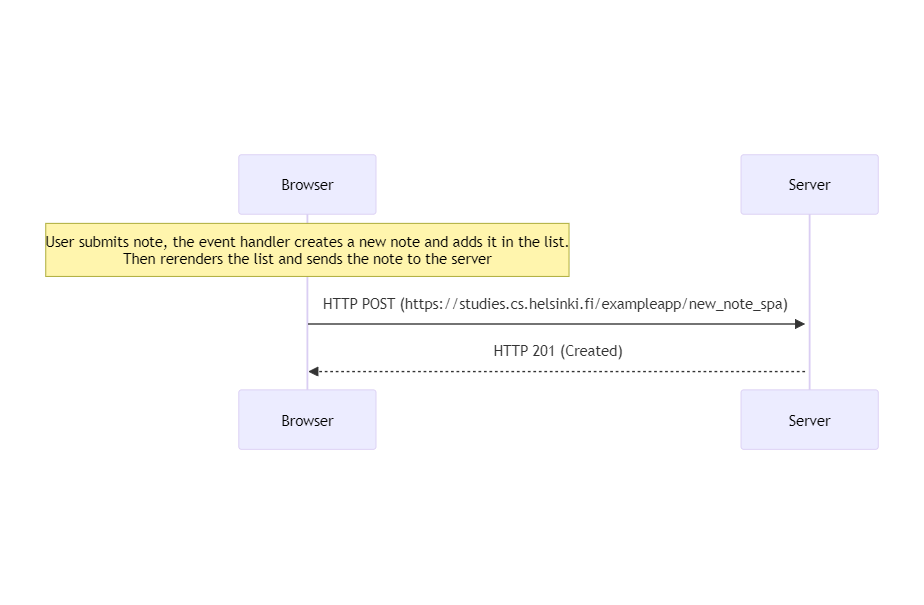 Browser
Server
User submits note, the event handler creates a new note and adds it in the list.
Then rerenders the list and sends the note to the server
HTTP POST (https://studies.cs.helsinki.fi/exampleapp/new_note_spa)
HTTP 201 (Created)
Browser
Server